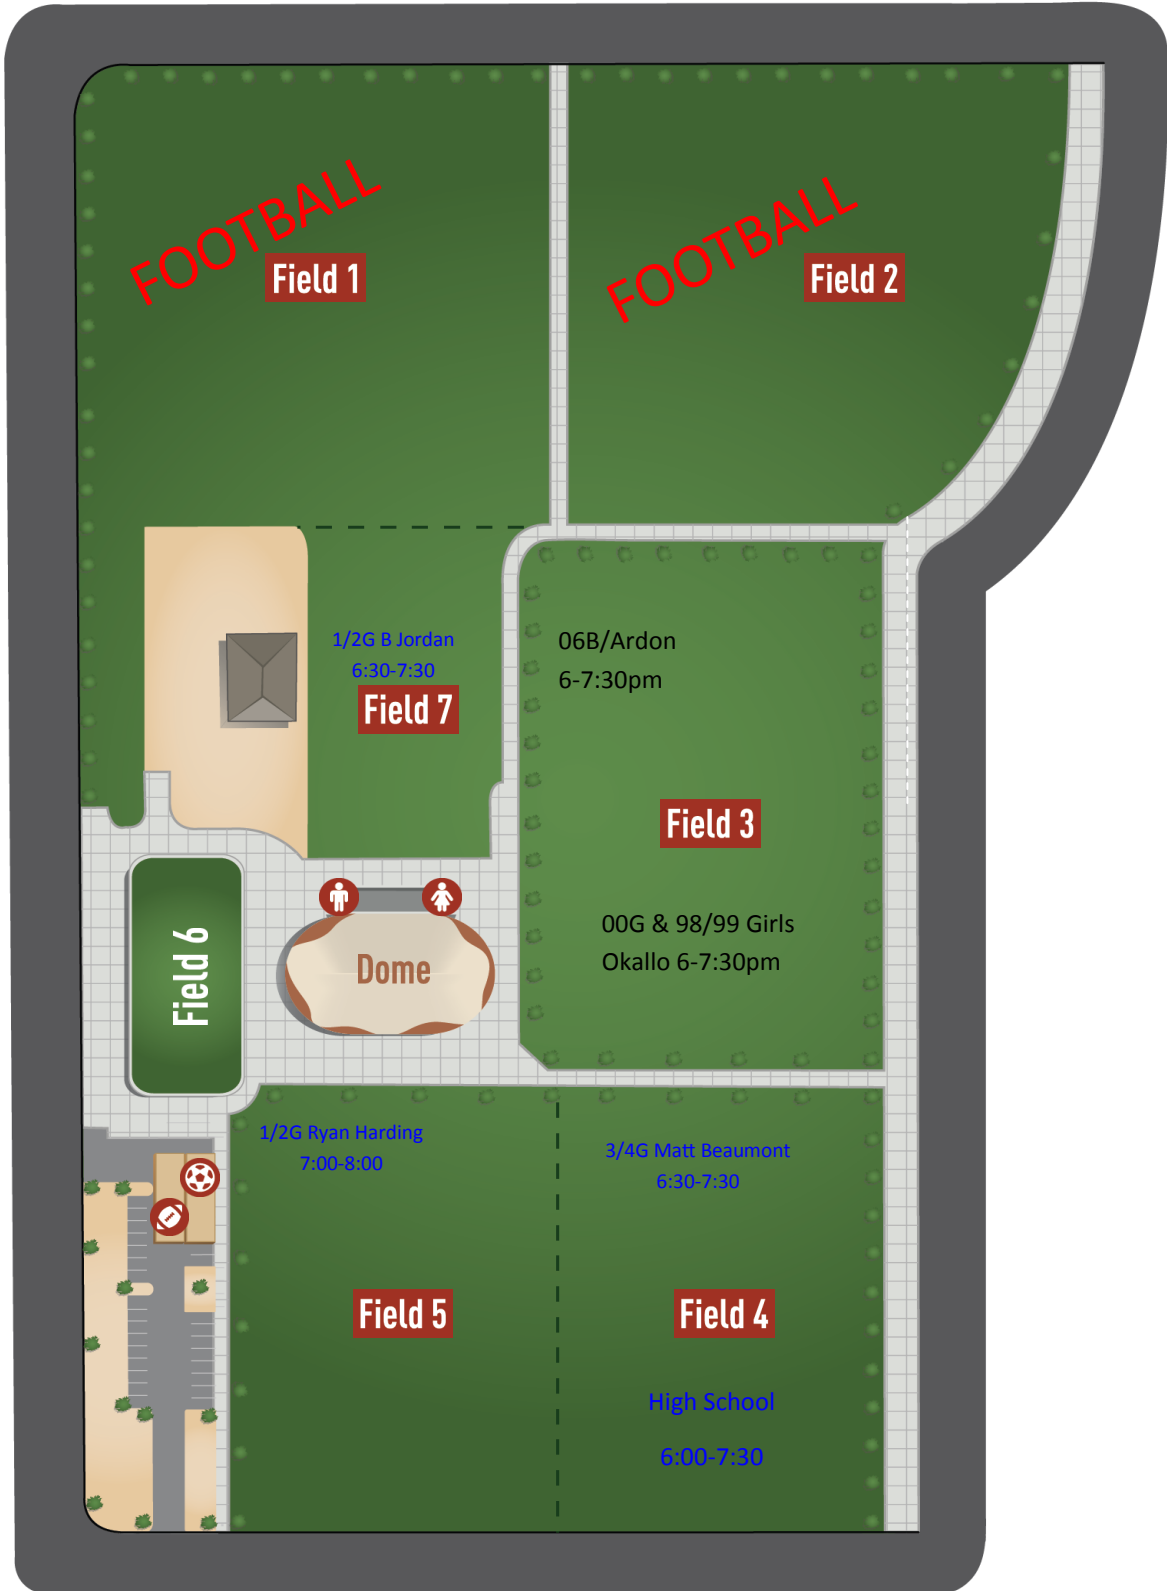 FOOTBALL
Field 1
FOOTBALL
Field 2
1/2G B Jordan
6:30-7:30
Field 7
06B/Ardon
6-7:30pm
Field 3
00G & 98/99 Girls
Okallo 6-7:30pm
Field 6
Dome
1/2G Ryan Harding
7:00-8:00
Field 5
3/4G Matt Beaumont
6:30-7:30
Field 4
High School
6:00-7:30